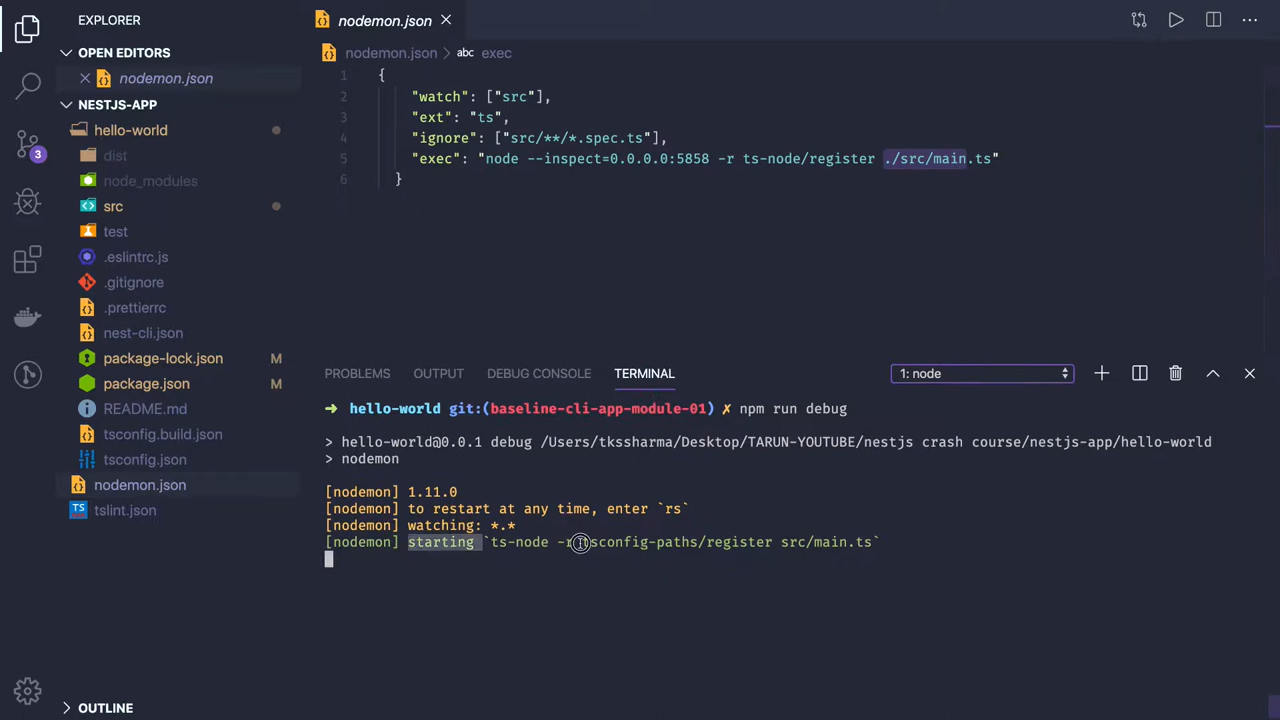 EXPLORER
OPEN EDITORS
nodemon.json
NESTJS-APP
hello-world
dist
node_modules
src
test
.eslintrc.js
.gitignore
.prettierrc
nest-cli.json
package-lock.json M
package.json M
README.md
tsconfig.build.json
tsconfig.json
nodemon.json
TS tslint.json
OUTLINE
3
nodemon.json
nodemon.json > abc exec
1 {
2 "watch": ["src"],
3 "ext": "ts",
4 "ignore": ["src/**/*.spec.ts"],
5 "exec": "node --inspect=0.0.0.0:5858 -r ts-node/register ./src/main.ts"
6 }
PROBLEMS OUTPUT DEBUG CONSOLE TERMINAL 1: node
➜ hello-world git:(baseline-cli-app-module-01) ✗ npm run debug
> hello-world@0.0.1 debug /Users/tkssharma/Desktop/TARUN-YOUTUBE/nestjs crash course/nestjs-app/hello-world
> nodemon
[nodemon] 1.11.0
[nodemon] to restart at any time, enter `rs`
[nodemon] watching: *.*
[nodemon] starting `ts-node -r tsconfig-paths/register src/main.ts`